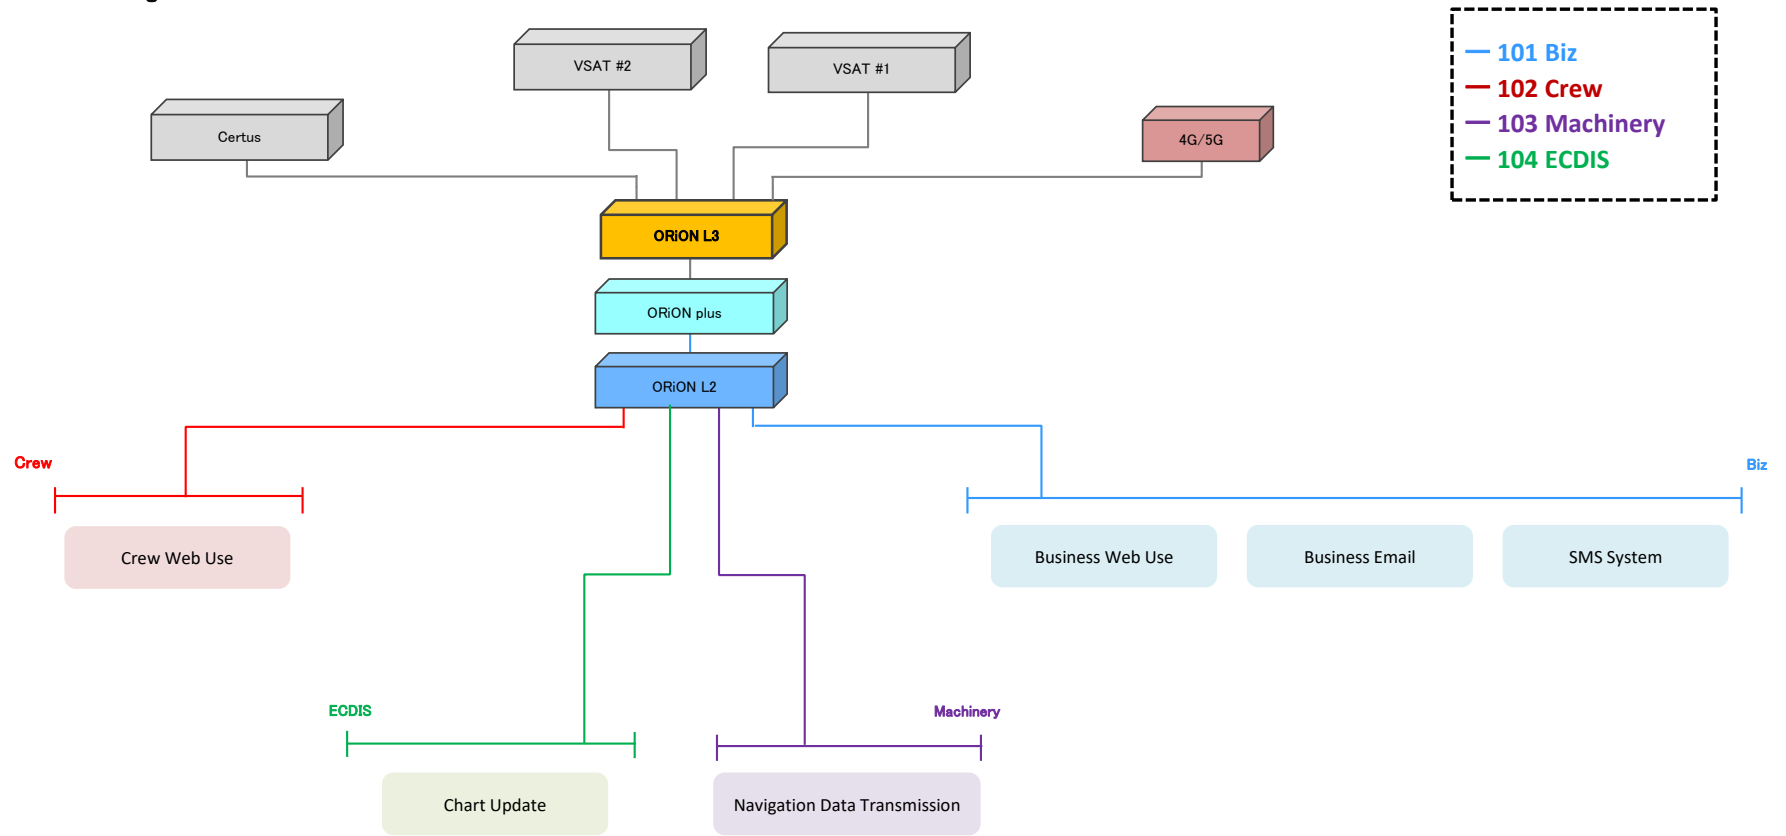 VSAT #2
VSAT #1
Certus
4G/5G
101 Biz
102 Crew
103 Machinery
104 ECDIS
ORiON L3
ORiON plus
ORiON L2
Crew
Biz
Crew Web Use
Business Web Use
Business Email
SMS System
ECDIS
Machinery
Chart Update
Navigation Data Transmission